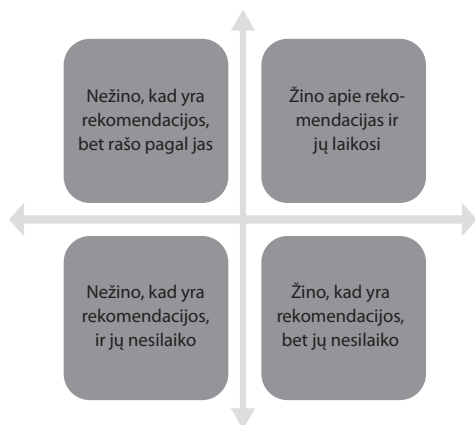 Nežino, kad yra
rekomendacijos,
bet rašo pagal jas
Žino apie reko-
mendacijas ir
jų laikosi
Nežino, kad yra
rekomendacijos,
ir jų nesilaiko
Žino, kad yra
rekomendacijos,
bet jų nesilaiko